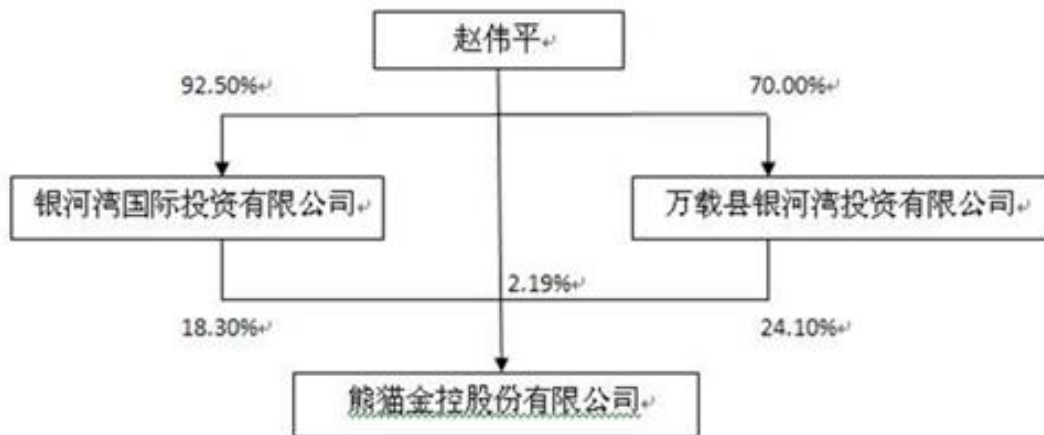 赵伟平
92.50%
70.00%
银河湾国际投资有限公司
万载县银河湾投资有限公司
2.19%
18.30%
24.10%
熊猫金控股份有限公司